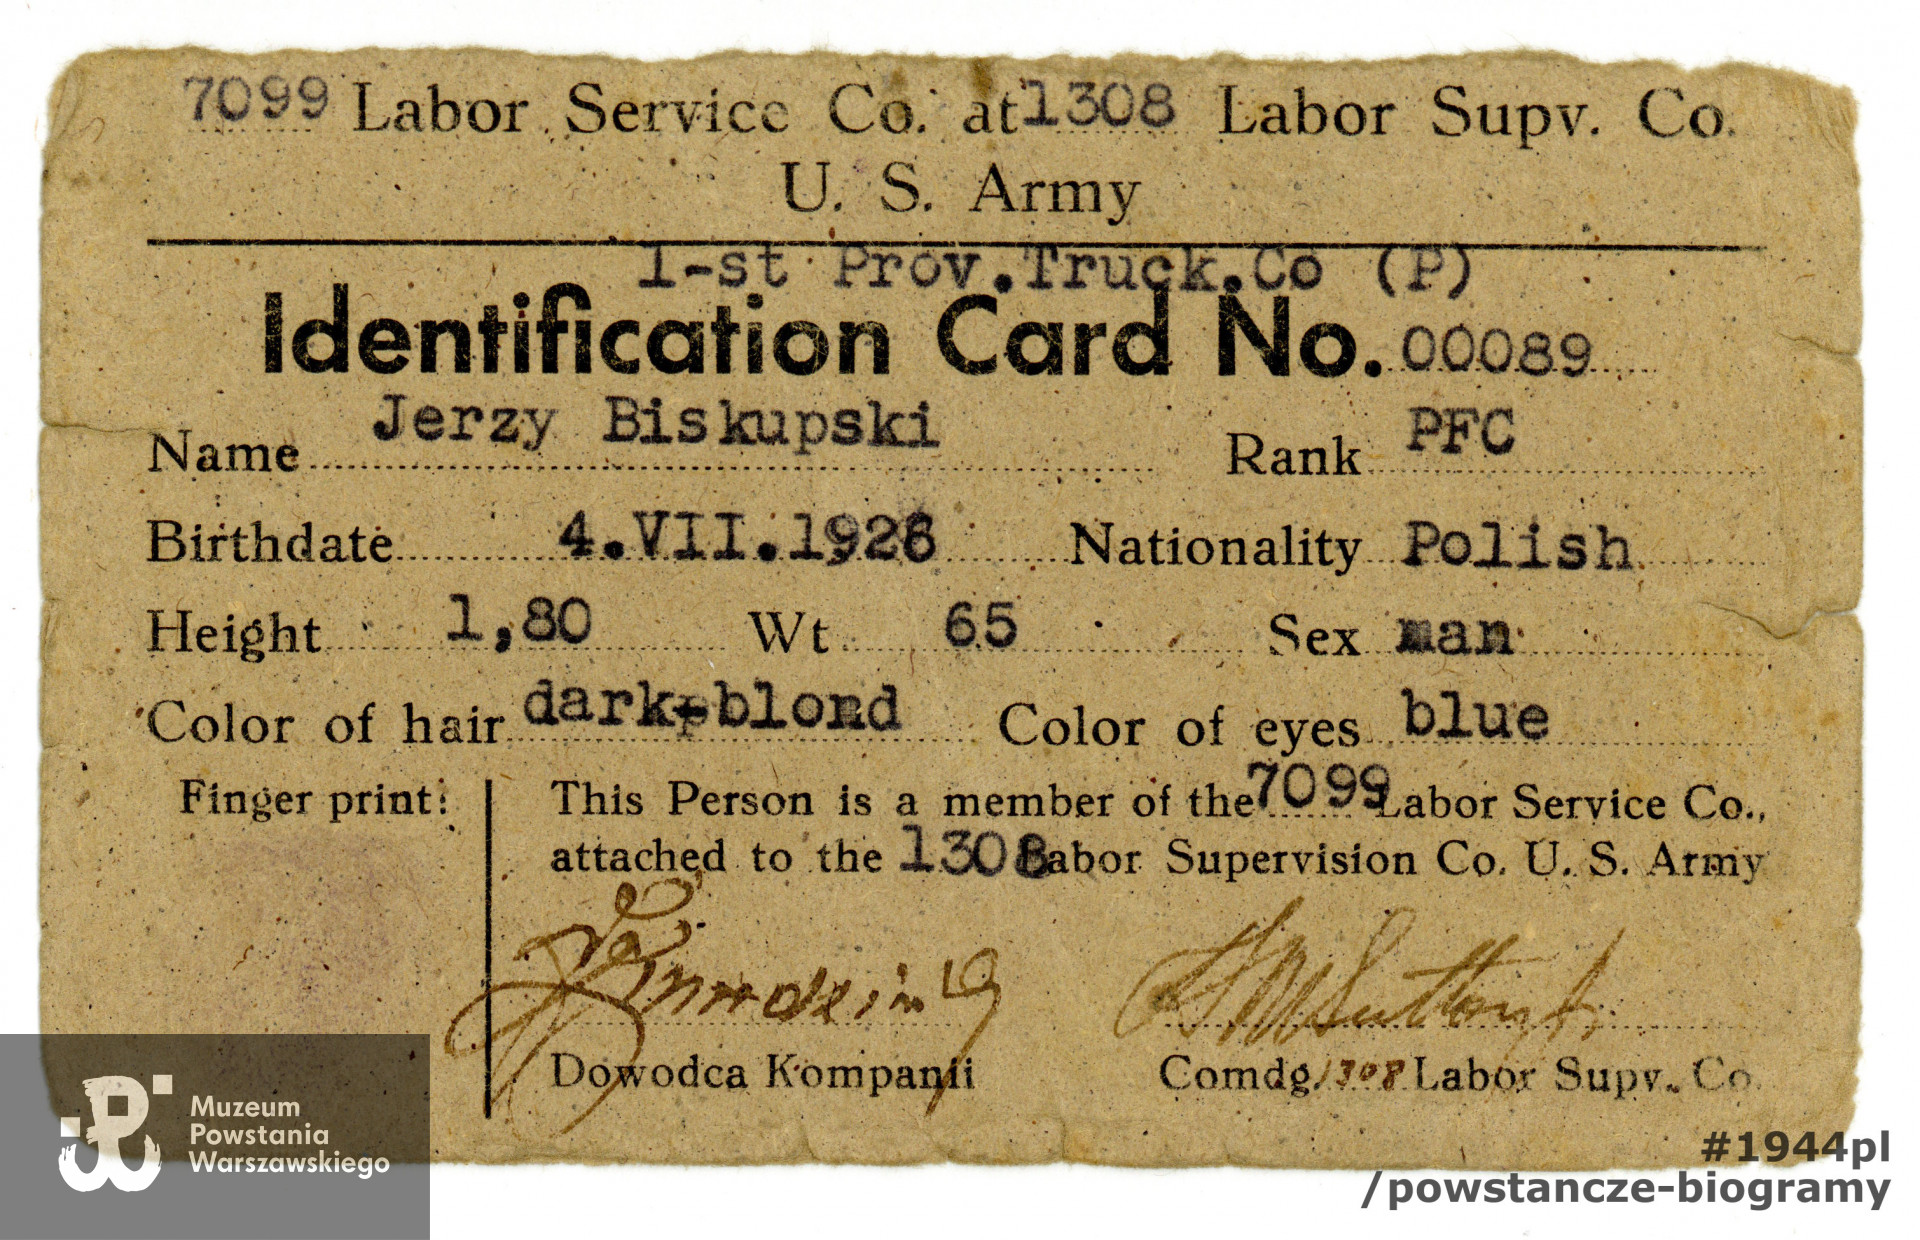 7099 Labor Service Co. at 1308 Labor Supv. Co.
U. S. Army
1-st Prov.Truck.Co (P)
Identification Card No. 00089
Name Jerzy Biskupski Rank PFC
Birthdate 4.VII.1926 Nationality Polish
Height 1,80 Wt 65 Sex man
Color of hair dark-blond Color of eyes blue
Finger print:
This Person is a member of the 7099 Labor Service Co.,
attached to the 1308 Labor Supervision Co. U. S. Army
Dowodca Kompanii
Comdg. 1308 Labor Supv. Co.
Muzeum
Powstania
Warszawskiego
#1944pl
/powstancze-biogramy